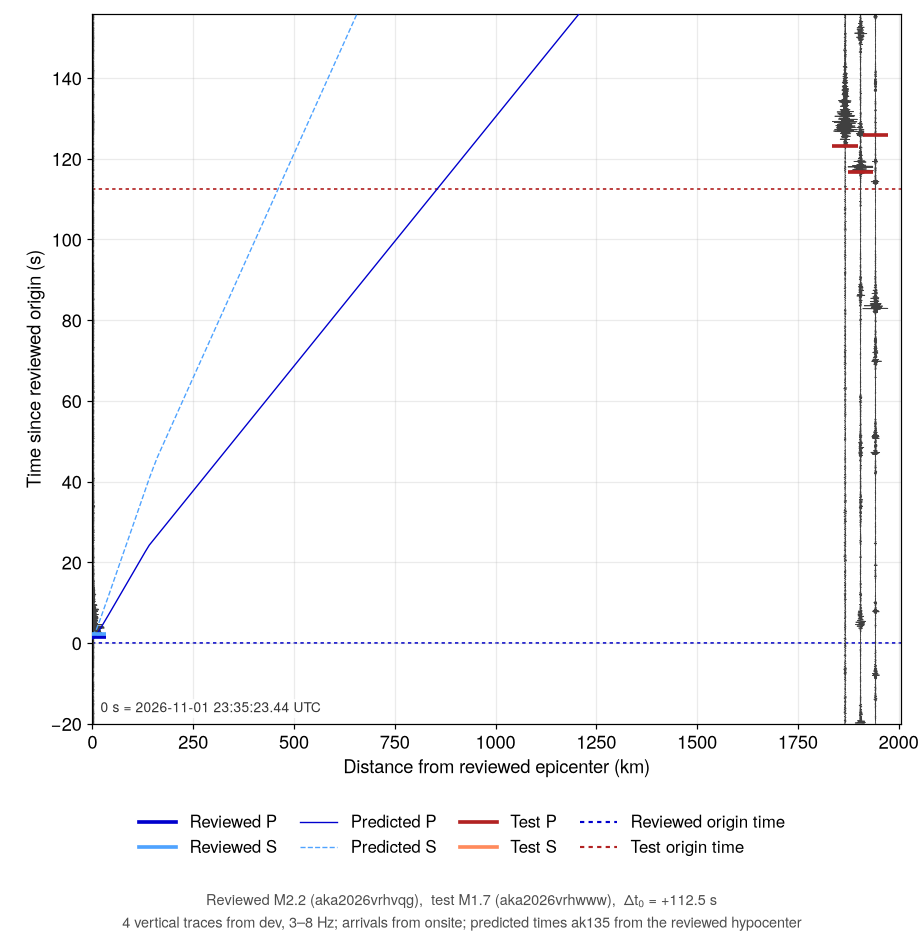 140
120
100
80
60
40
20
0
−20
Time since reviewed origin (s)
0 s = 2026-11-01 23:35:23.44 UTC
0 250 500 750 1000 1250 1500 1750 2000
Distance from reviewed epicenter (km)
Reviewed P Predicted P Test P Reviewed origin time
Reviewed S Predicted S Test S Test origin time
Reviewed M2.2 (aka2026vrhvqg), test M1.7 (aka2026vrhwww), Δt₀ = +112.5 s
4 vertical traces from dev, 3–8 Hz; arrivals from onsite; predicted times ak135 from the reviewed hypocenter